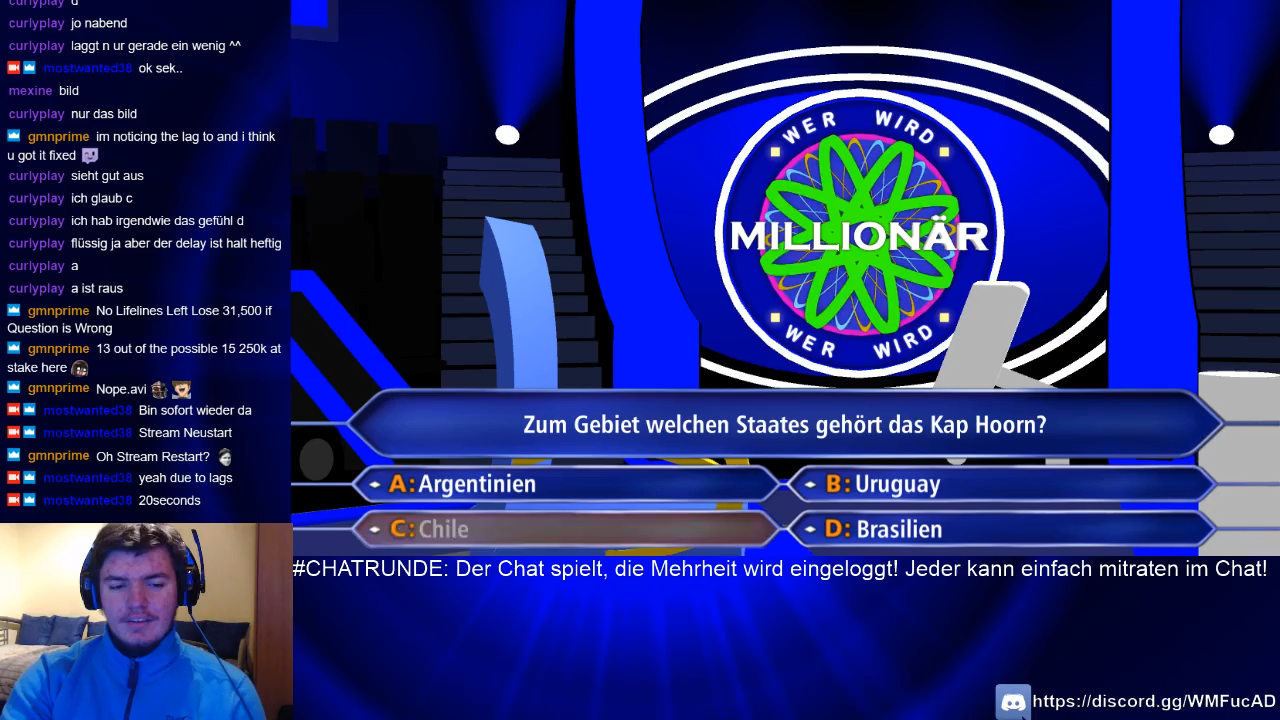 curlyplay d
curlyplay jo nabend
curlyplay laggt n ur gerade ein wenig ^^
mostwanted38 ok sek..
mexine bild
curlyplay nur das bild
gmnprime im noticing the lag to and i think
u got it fixed
curlyplay sieht gut aus
curlyplay ich glaub c
curlyplay ich hab irgendwie das gefühl d
curlyplay flüssig ja aber der delay ist halt heftig
curlyplay a
curlyplay a ist raus
gmnprime No Lifelines Left Lose 31,500 if
Question is Wrong
gmnprime 13 out of the possible 15 250k at
stake here
gmnprime Nope.avi
mostwanted38 Bin sofort wieder da
mostwanted38 Stream Neustart
gmnprime Oh Stream Restart?
mostwanted38 yeah due to lags
mostwanted38 20seconds
WER WIRD
MILLIONÄR
WER WIRD
Zum Gebiet welchen Staates gehört das Kap Hoorn?
A: Argentinien
B: Uruguay
C: Chile
D: Brasilien
#CHATRUNDE: Der Chat spielt, die Mehrheit wird eingeloggt! Jeder kann einfach mitraten im Chat!
https://discord.gg/WMFucAD